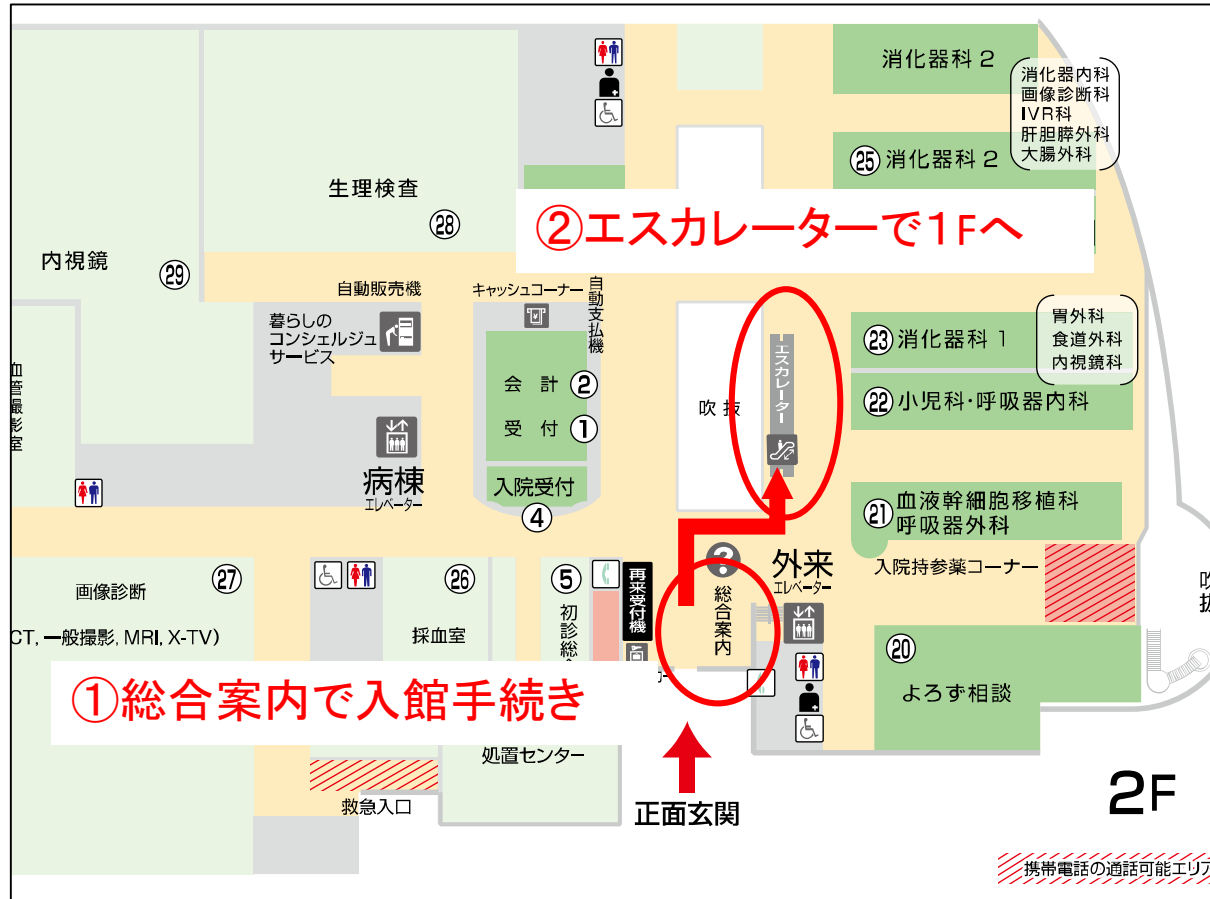 消化器科 2
消化器内科
画像診断科
IVR科
肝胆膵外科
大腸外科
㉕ 消化器科 2
生理検査
㉘
②エスカレーターで1Fへ
内視鏡
㉙
自動販売機
キャッシュコーナー
自動支払機
暮らしの
コンシェルジュ
サービス
会 計 ②
受 付 ①
入院受付
④
血管撮影室
病棟
エレベーター
吹 抜
エスカレーター
㉓ 消化器科 1
胃外科
食道外科
内視鏡科
㉒ 小児科・呼吸器内科
㉑ 血液幹細胞移植科
呼吸器外科
入院持参薬コーナー
吹抜
外来
エレベーター
?
総合案内
再来受付機
画像診断
㉗
CT, 一般撮影, MRI, X-TV)
㉖
採血室
⑤
初診総合
⑳
よろず相談
①総合案内で入館手続き
処置センター
救急入口
正面玄関
2F
携帯電話の通話可能エリア